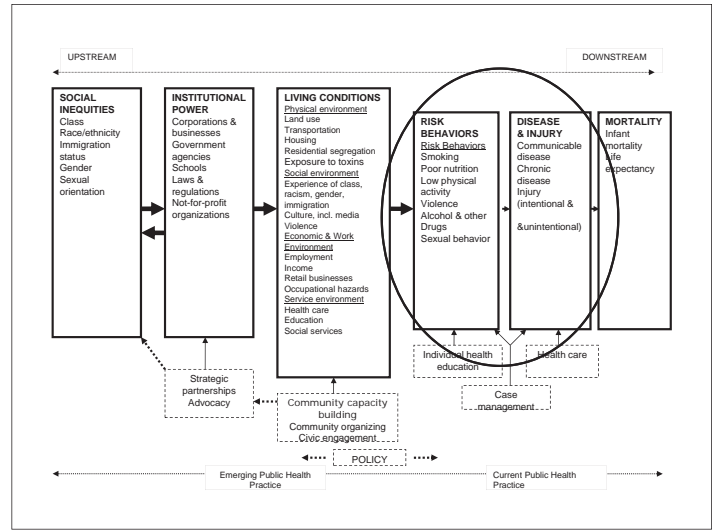 UPSTREAM
DOWNSTREAM
SOCIAL
INEQUITIES
Class
Race/ethnicity
Immigration
status
Gender
Sexual
orientation
INSTITUTIONAL
POWER
Corporations &
businesses
Government
agencies
Schools
Laws &
regulations
Not-for-profit
organizations
LIVING CONDITIONS
Physical environment
Land use
Transportation
Housing
Residential segregation
Exposure to toxins
Social environment
Experience of class,
racism, gender,
immigration
Culture, incl. media
Violence
Economic & Work
Environment
Employment
Income
Retail businesses
Occupational hazards
Service environment
Health care
Education
Social services
RISK
BEHAVIORS
Risk Behaviors
Smoking
Poor nutrition
Low physical
activity
Violence
Alcohol & other
Drugs
Sexual behavior
DISEASE
& INJURY
Communicable
disease
Chronic
disease
Injury
(intentional &
&unintentional)
MORTALITY
Infant
mortality
Life
expectancy
Strategic
partnerships
Advocacy
Community capacity
building
Community organizing
Civic engagement
Individual health
education
Health care
Case
management
POLICY
Emerging Public Health
Practice
Current Public Health
Practice